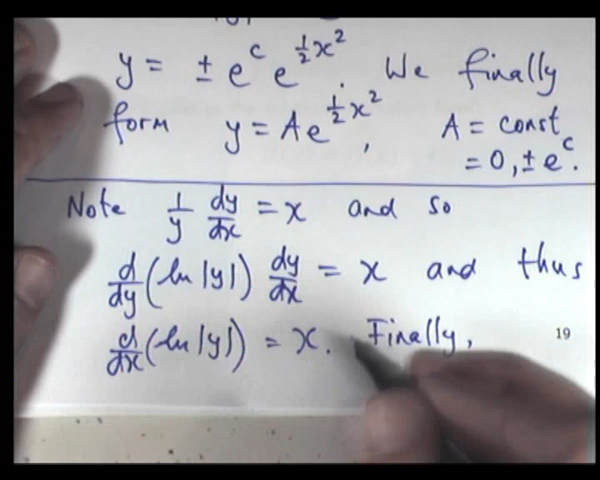 y = ± e^c e^{½x²}. We finally
form y = Ae^{½x²}, A = const
= 0, ± e^c.
Note 1/y dy/dx = x and so
d/dy (ln |y|) dy/dx = x and thus
d/dx (ln |y|) = x. Finally,
19